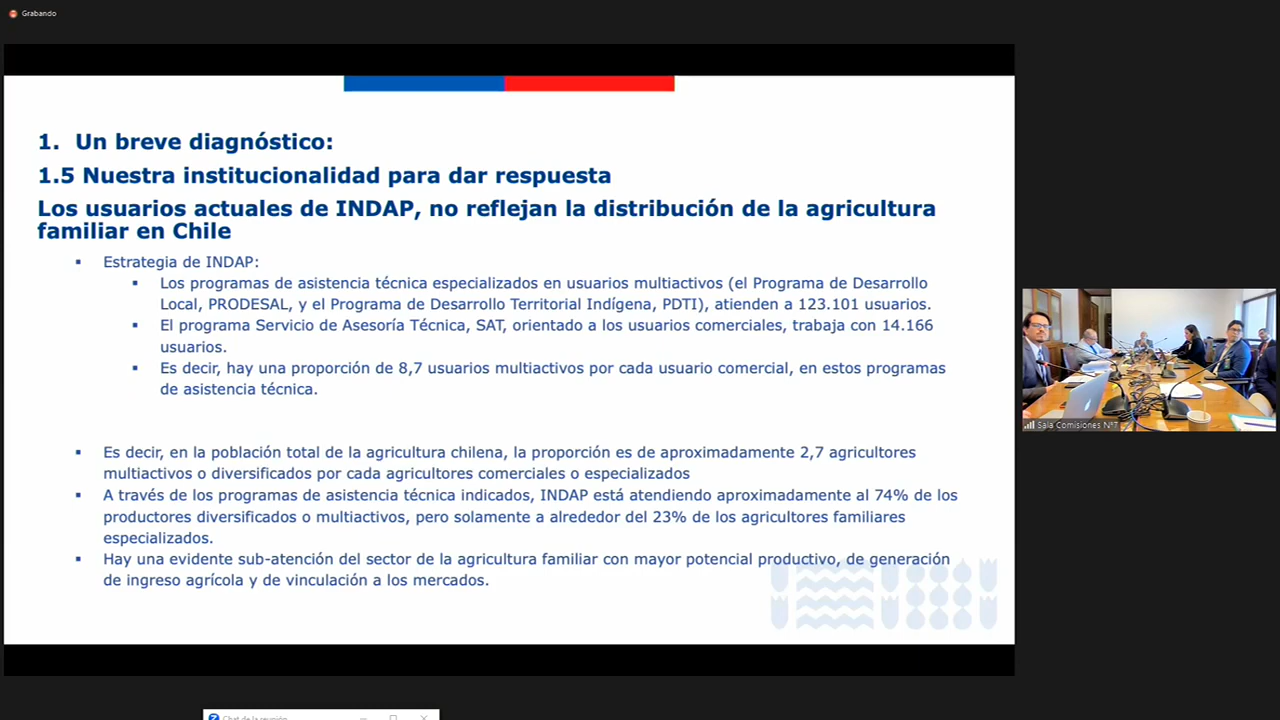 Grabando
1. Un breve diagnóstico:
1.5 Nuestra institucionalidad para dar respuesta
Los usuarios actuales de INDAP, no reflejan la distribución de la agricultura
familiar en Chile
▪ Estrategia de INDAP:
▪ Los programas de asistencia técnica especializados en usuarios multiactivos (el Programa de Desarrollo
Local, PRODESAL, y el Programa de Desarrollo Territorial Indígena, PDTI), atienden a 123.101 usuarios.
▪ El programa Servicio de Asesoría Técnica, SAT, orientado a los usuarios comerciales, trabaja con 14.166
usuarios.
▪ Es decir, hay una proporción de 8,7 usuarios multiactivos por cada usuario comercial, en estos programas
de asistencia técnica.
▪ Es decir, en la población total de la agricultura chilena, la proporción es de aproximadamente 2,7 agricultores
multiactivos o diversificados por cada agricultores comerciales o especializados
▪ A través de los programas de asistencia técnica indicados, INDAP está atendiendo aproximadamente al 74% de los
productores diversificados o multiactivos, pero solamente a alrededor del 23% de los agricultores familiares
especializados.
▪ Hay una evidente sub-atención del sector de la agricultura familiar con mayor potencial productivo, de generación
de ingreso agrícola y de vinculación a los mercados.
Sala Comisiones N°7
Chat de la reunión